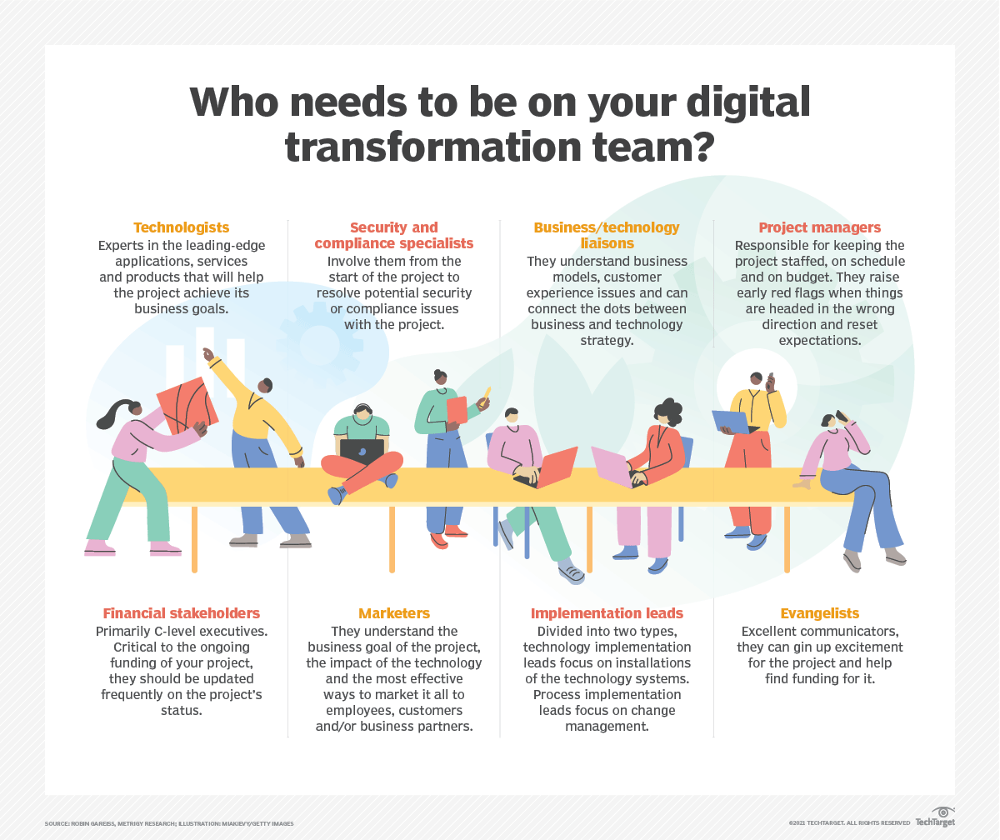 Who needs to be on your digital
transformation team?
Technologists
Experts in the leading-edge
applications, services
and products that will help
the project achieve its
business goals.
Security and
compliance specialists
Involve them from the
start of the project to
resolve potential security
or compliance issues
with the project.
Business/technology
liaisons
They understand business
models, customer
experience issues and can
connect the dots between
business and technology
strategy.
Project managers
Responsible for keeping the
project staffed, on schedule
and on budget. They raise
early red flags when things
are headed in the wrong
direction and reset
expectations.
Financial stakeholders
Primarily C-level executives.
Critical to the ongoing
funding of your project,
they should be updated
frequently on the project's
status.
Marketers
They understand the
business goal of the project,
the impact of the technology
and the most effective
ways to market it all to
employees, customers
and/or business partners.
Implementation leads
Divided into two types,
technology implementation
leads focus on installations
of the technology systems.
Process implementation
leads focus on change
management.
Evangelists
Excellent communicators,
they can gin up excitement
for the project and help
find funding for it.
SOURCE: ROBIN GAREISS, METRIGY RESEARCH; ILLUSTRATION: MIAKIEVY/GETTY IMAGES
©2021 TECHTARGET. ALL RIGHTS RESERVED TechTarget